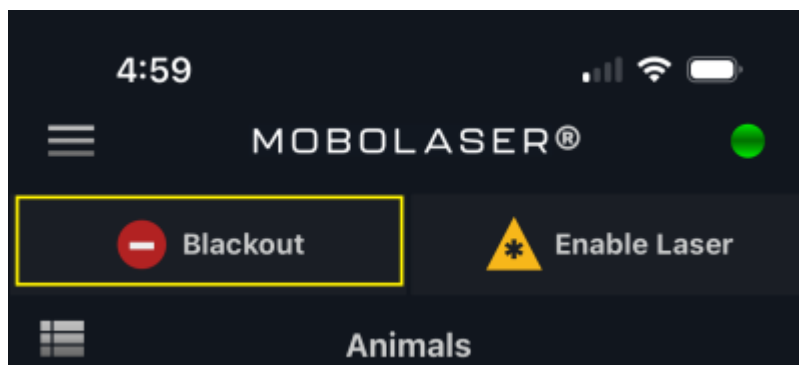 4:59
MOBOLASER®
Blackout
Enable Laser
Animals